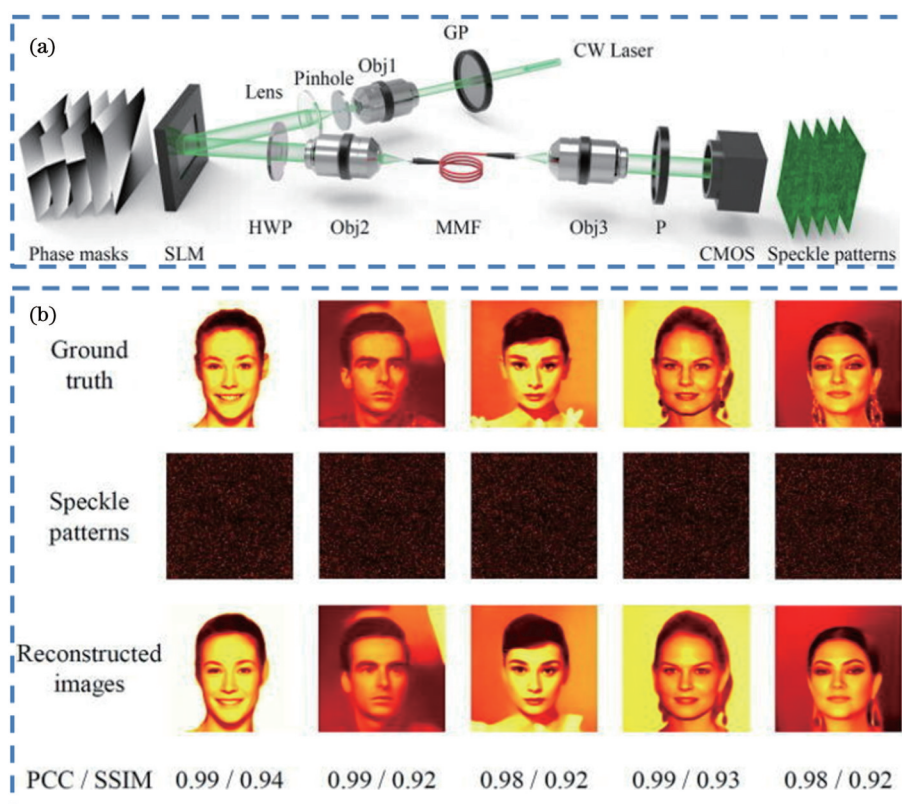 (a)
GP
CW Laser
Obj1
Pinhole
Lens
HWP
Obj2
MMF
Obj3
P
Phase masks
SLM
CMOS
Speckle patterns
(b)
Ground
truth
Speckle
patterns
Reconstructed
images
PCC / SSIM 0.99 / 0.94 0.99 / 0.92 0.98 / 0.92 0.99 / 0.93 0.98 / 0.92